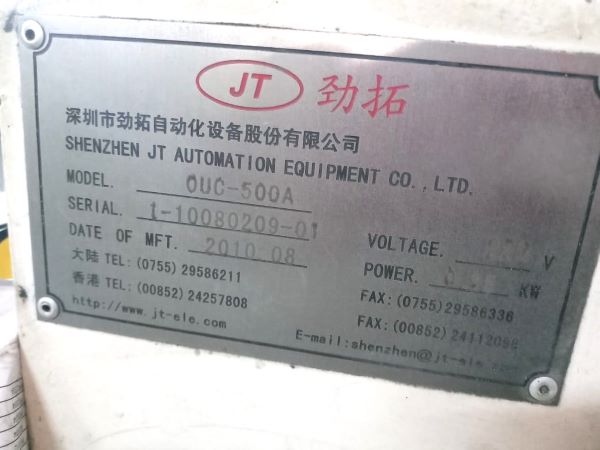 JT 劲拓
深圳市劲拓自动化设备股份有限公司
SHENZHEN JT AUTOMATION EQUIPMENT CO.,LTD.
MODEL. OUC-500A
SERIAL. I-10080209-01
DATE OF MFT. 2010 08
VOLTAGE. V
POWER. KW
大陆 TEL: (0755) 29586211
FAX: (0755) 29586336
香港 TEL: (00852) 24257808
FAX: (00852) 24112098
http://www.jt-ele.com
E-mail:shenzhen@jt-ele.com